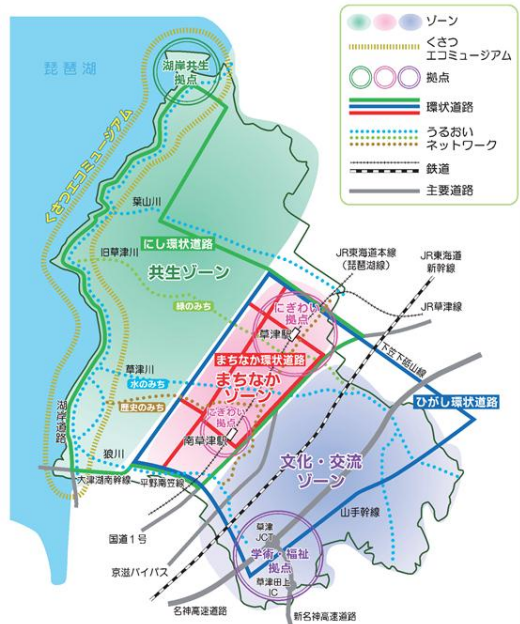 ゾーン
くさつ
エコミュージアム
拠点
環状道路
うるおい
ネットワーク
鉄道
主要道路
琵琶湖
湖岸共生
拠点
くさつエコミュージアム
葉山川
にし環状道路
旧草津川
共生ゾーン
緑のみち
JR東海道本線
(琵琶湖線)
JR東海道
新幹線
JR草津線
にぎわい
拠点
草津駅
下笠下砥山線
まちなか環状道路
まちなか
ゾーン
草津川
水のみち
歴史のみち
ひがし環状道路
にぎわい
拠点
南草津駅
湖岸道路
狼川
文化・交流
ゾーン
大津湖南幹線
平野南笠線
山手幹線
国道1号
草津
JCT
学術・福祉
拠点
草津田上
IC
京滋バイパス
名神高速道路
新名神高速道路